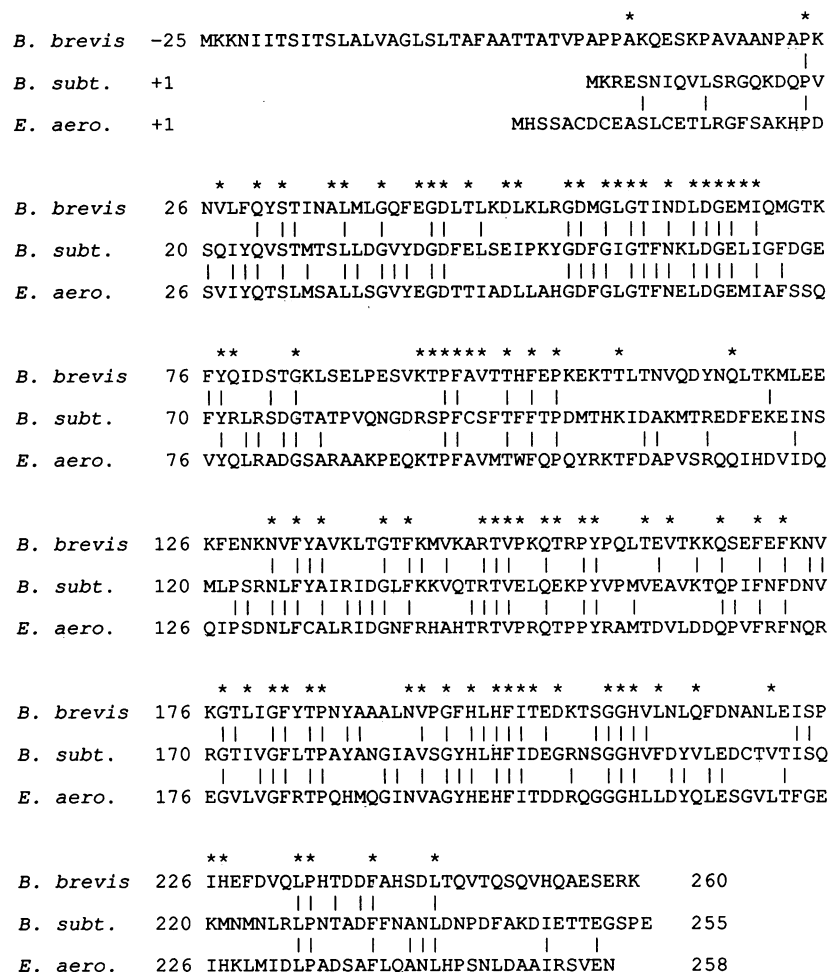 B. brevis -25 MKKNIITSITSLALVAGLSLTAFAATTATVPAPPAKQESKPAVAANPAPK
B. subt. +1 MKRESNIQVLSRGQKDQPV
E. aero. +1 MHSSACDCEASLCETLRGFSAKHPD
B. brevis 26 NVLFQYSTINALMLGQFEGDLTLKDLKLRGDMGLGTINDLDGEMIQMGTK
B. subt. 20 SQIYQVSTMTSLLDGVYDGDFELSEIPKYGDFGIGTFNKLDGELIGFDGE
E. aero. 26 SVIYQTSLMSALLSGVYEGDTTIADLLAHGDFGLGTFNELDGEMIAFSSQ
B. brevis 76 FYQIDSTGKLSELPESVKTPFAVTTHFEPKEKTTLTNVQDYNQLTKMLEE
B. subt. 70 FYRLRSDGTATPVQNGDRSPFCSFTFFTPDMTHKIDAKMTREDFEKEINS
E. aero. 76 VYQLRADGSARAAKPEQKTPFAVMTWFQPQYRKTFDAPVSRQQIHDVIDQ
B. brevis 126 KFENKNVFYAVKLTGTFKMVKARTVPKQTRPYPQLTEVTKKQSEFEFKNV
B. subt. 120 MLPSRNLFYAIRIDGLFKKVQTRTVELQEKPYVPMVEAVKTQPIFNFDNV
E. aero. 126 QIPSDNLFCALRIDGNFRHAHTRTVPRQTPPYRAMTDVLDDQPVFRFNQR
B. brevis 176 KGTLIGFYTPNYAAALNVPGFHLHFITEDKTSGGHVLNLQFDNANLEISP
B. subt. 170 RGTIVGFLTPAYANGIAVSGYHLHFIDEGRNSGGHVFDYVLEDCTVTISQ
E. aero. 176 EGVLVGFRTPQHMQGINVAGYHEHFITDDRQGGGHLLDYQLESGVLTFGE
B. brevis 226 IHEFDVQLPHTDDFAHSDLTQVTQSQVHQAESERK 260
B. subt. 220 KMNMNLRLPNTADFFNANLDNPDFAKDIETTEGSPE 255
E. aero. 226 IHKLMIDLPADSAFLQANLHPSNLDAAIRSVEN 258